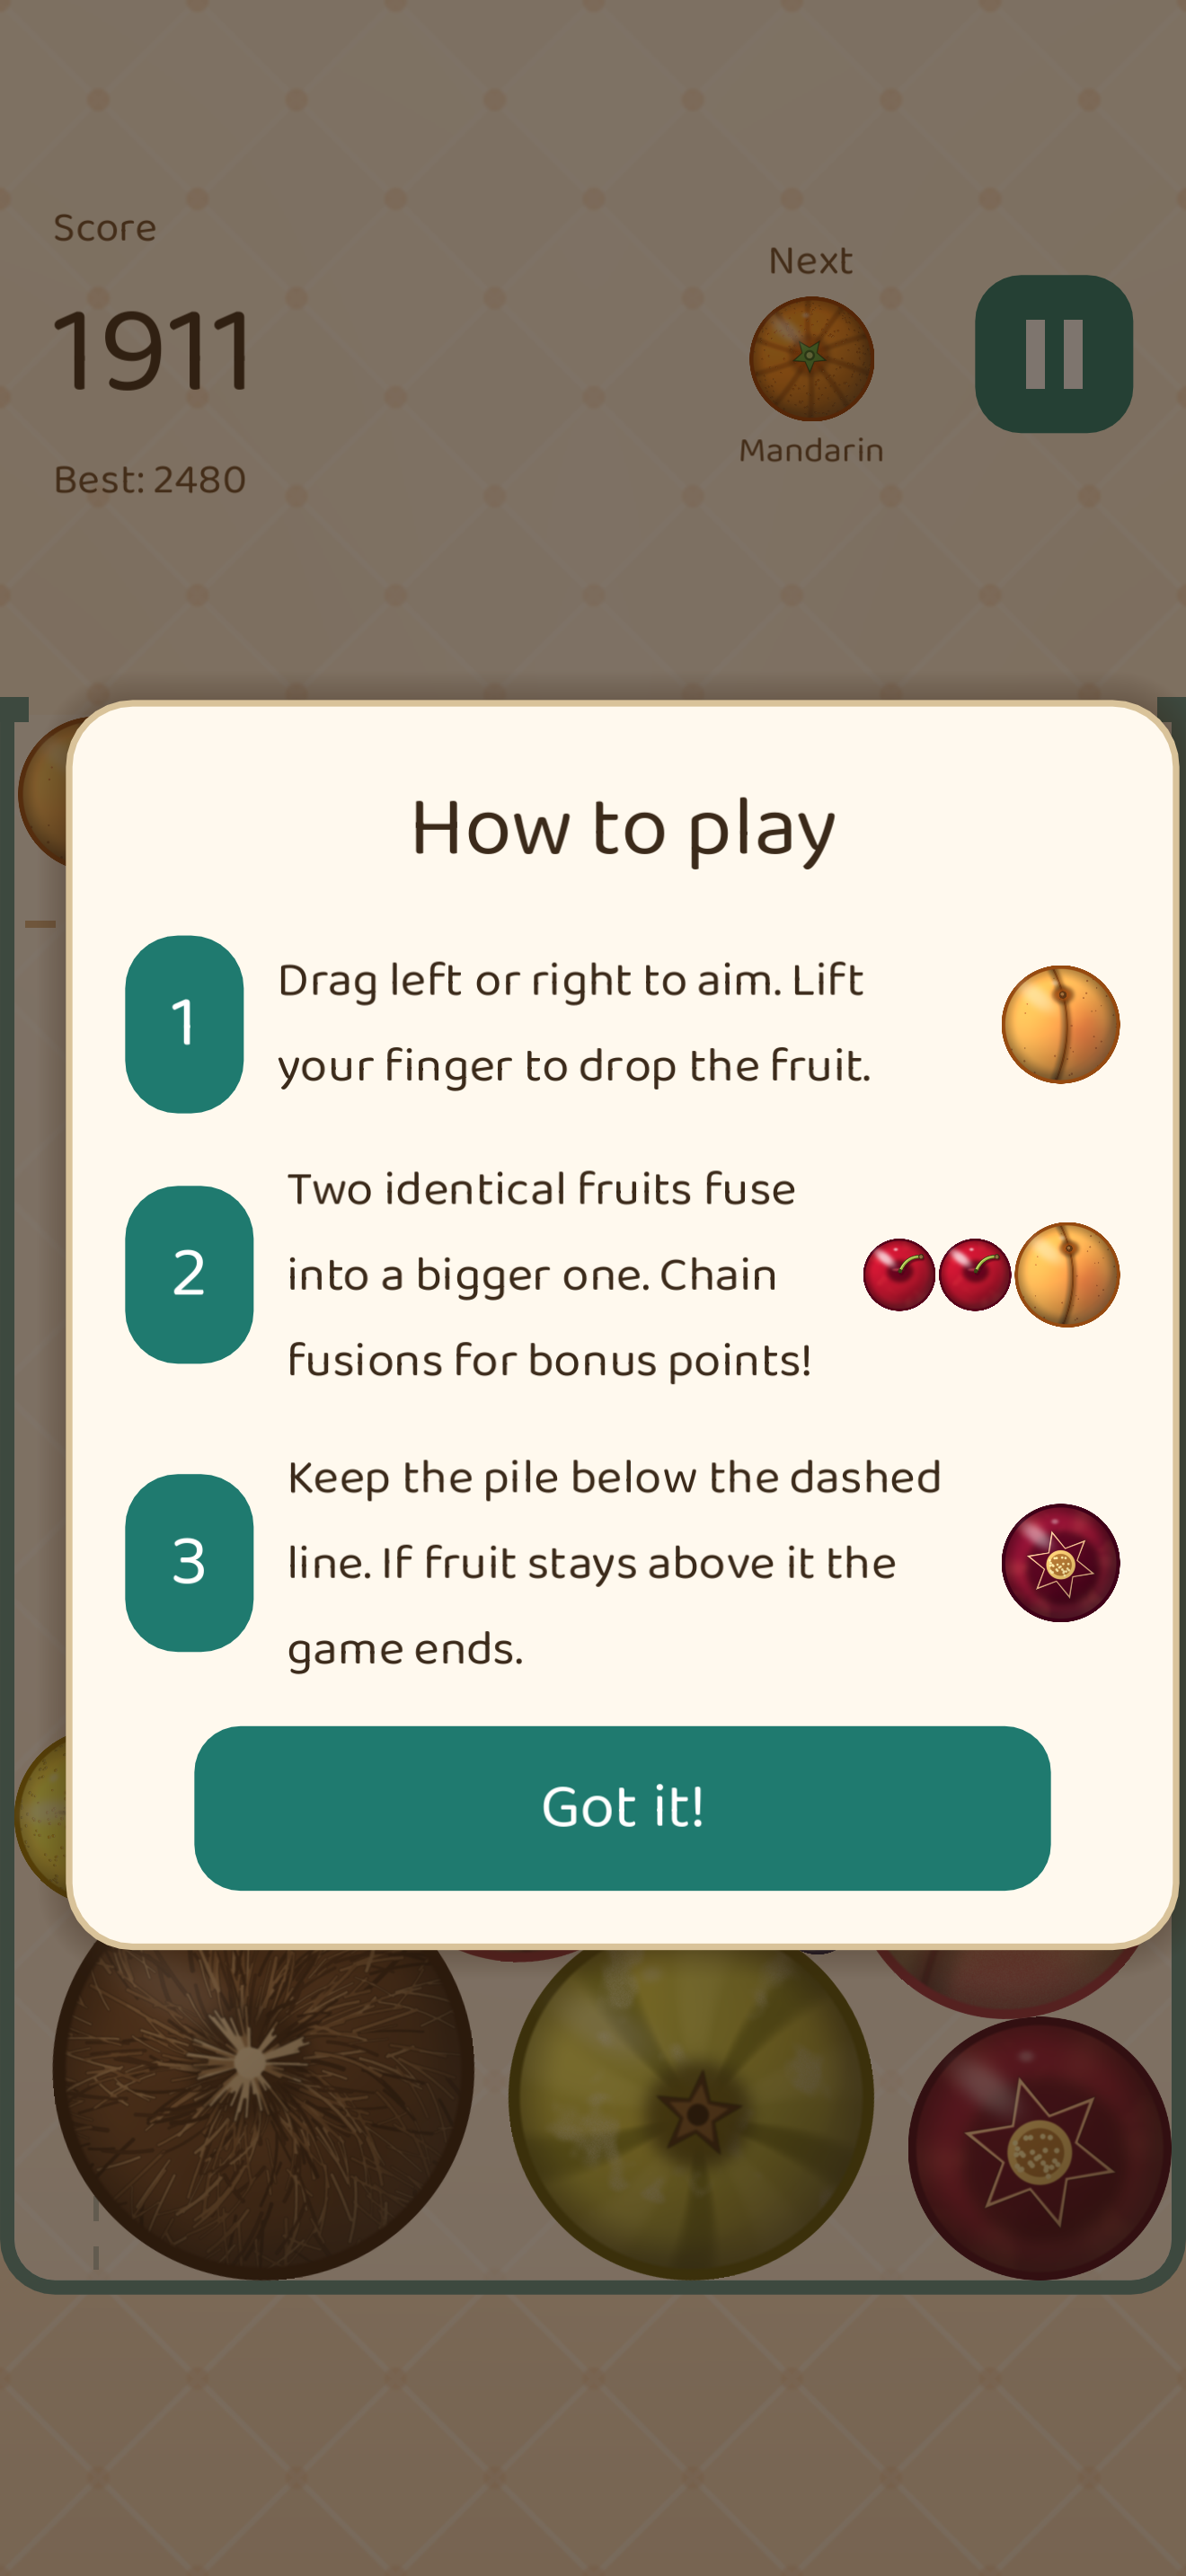 Score
1911
Best: 2480
Next
Mandarin
How to play
1
Drag left or right to aim. Lift
your finger to drop the fruit.
2
Two identical fruits fuse
into a bigger one. Chain
fusions for bonus points!
3
Keep the pile below the dashed
line. If fruit stays above it the
game ends.
Got it!